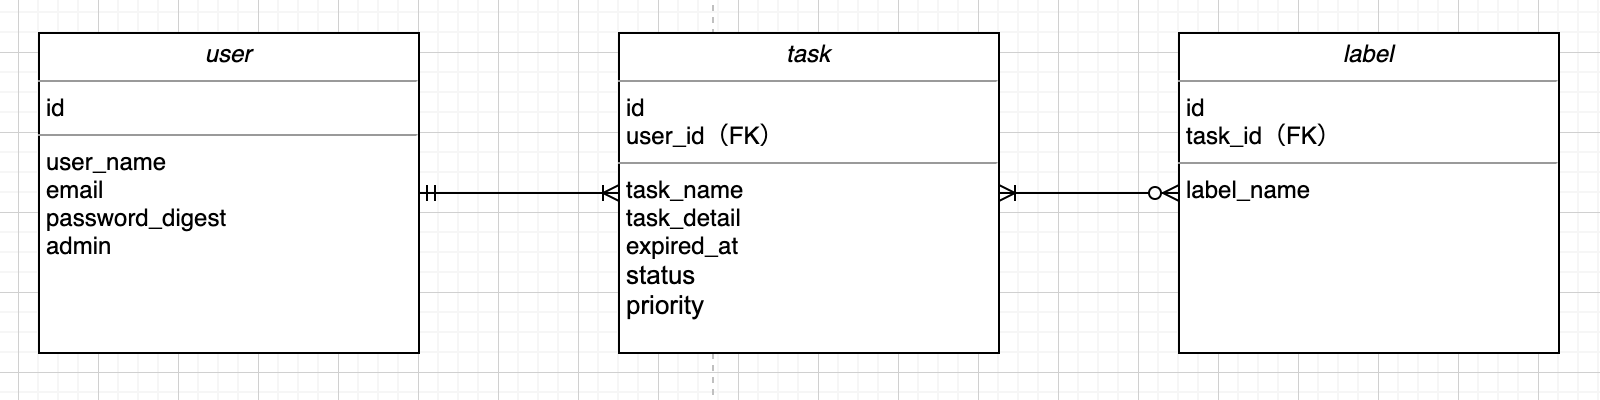 user
id
user_name
email
password_digest
admin
task
id
user_id（FK）
task_name
task_detail
expired_at
status
priority
label
id
task_id（FK）
label_name